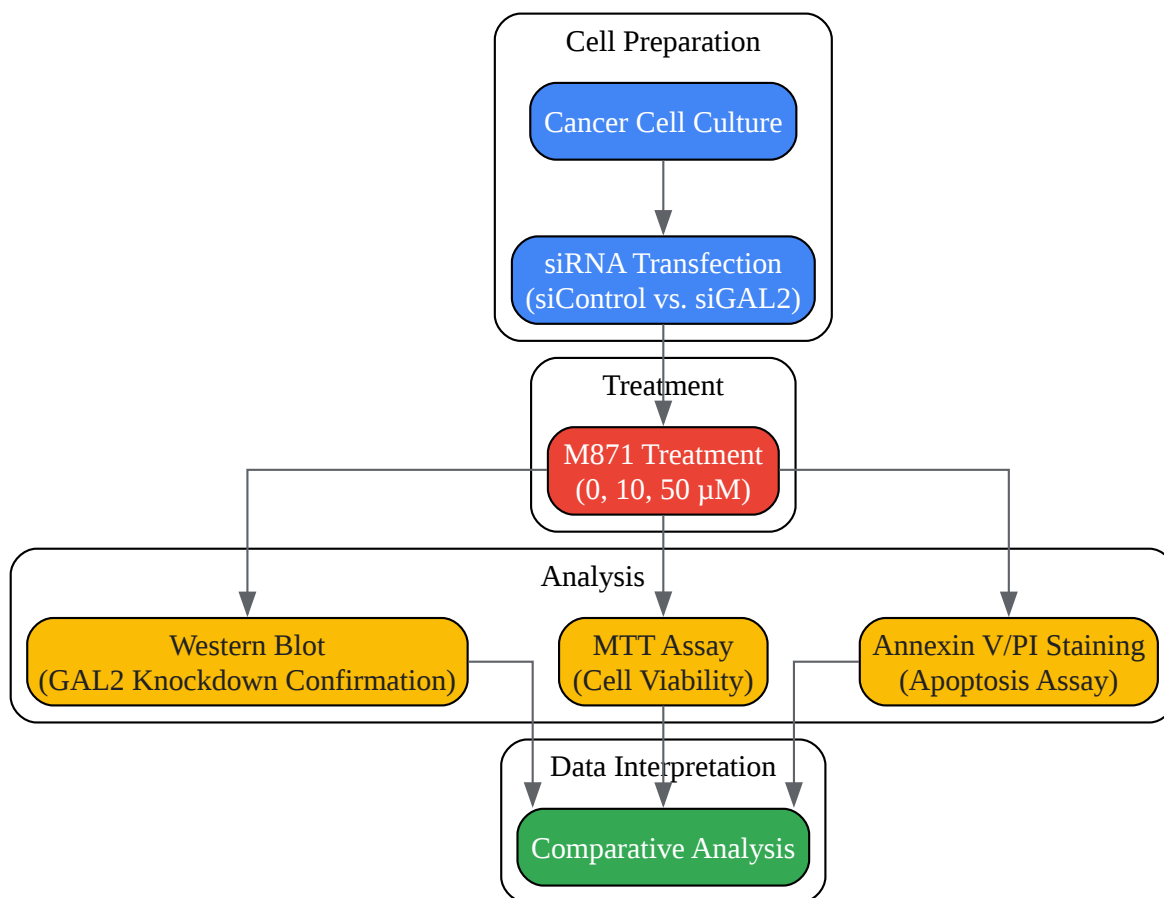 Cell Preparation
Cancer Cell Culture
siRNA Transfection
(siControl vs. siGAL2)
Treatment
M871 Treatment
(0, 10, 50 µM)
Analysis
Western Blot
(GAL2 Knockdown Confirmation)
MTT Assay
(Cell Viability)
Annexin V/PI Staining
(Apoptosis Assay)
Data Interpretation
Comparative Analysis